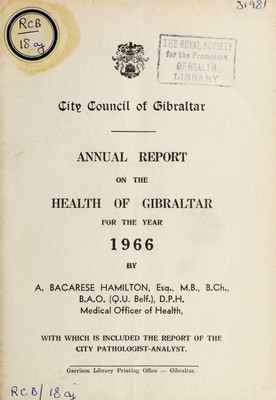 31981
RCB
18 ay
THE ROYAL SOCIETY
for the Promotion
OF HEALTH
LIBRARY
City Council of Gibraltar
ANNUAL REPORT
ON THE
HEALTH OF GIBRALTAR
FOR THE YEAR
1966
BY
A. BACARESE HAMILTON, Esq., M.B., B.Ch.,
B.A.O. (Q.U. Belf.), D.P.H.
Medical Officer of Health,
WITH WHICH IS INCLUDED THE REPORT OF THE
CITY PATHOLOGIST-ANALYST.
Garrison Library Printing Office — Gibraltar.
RCB/18 ay